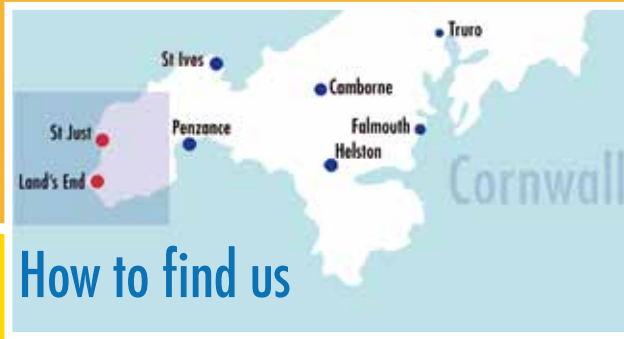 Truro
St Ives
Camborne
St Just
Penzance
Falmouth
Helston
Land's End
Cornwall
How to find us